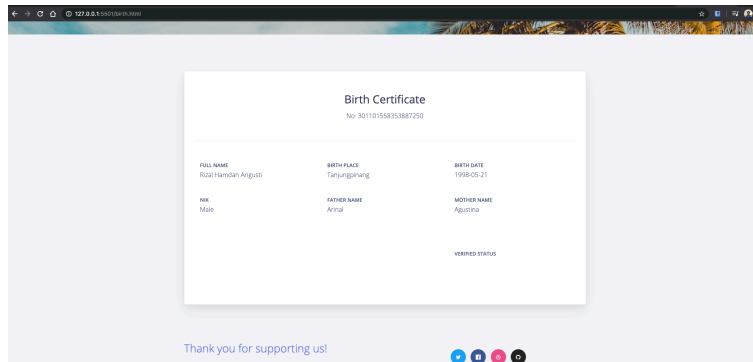 127.0.0.1:5501/birth.html
Birth Certificate
No: 301101558353887250
FULL NAME
Rizal Hamdan Arigusti
BIRTH PLACE
Tanjungpinang
BIRTH DATE
1998-05-21
NIK
Male
FATHER NAME
Arinal
MOTHER NAME
Agustina
VERIFIED STATUS
Thank you for supporting us!